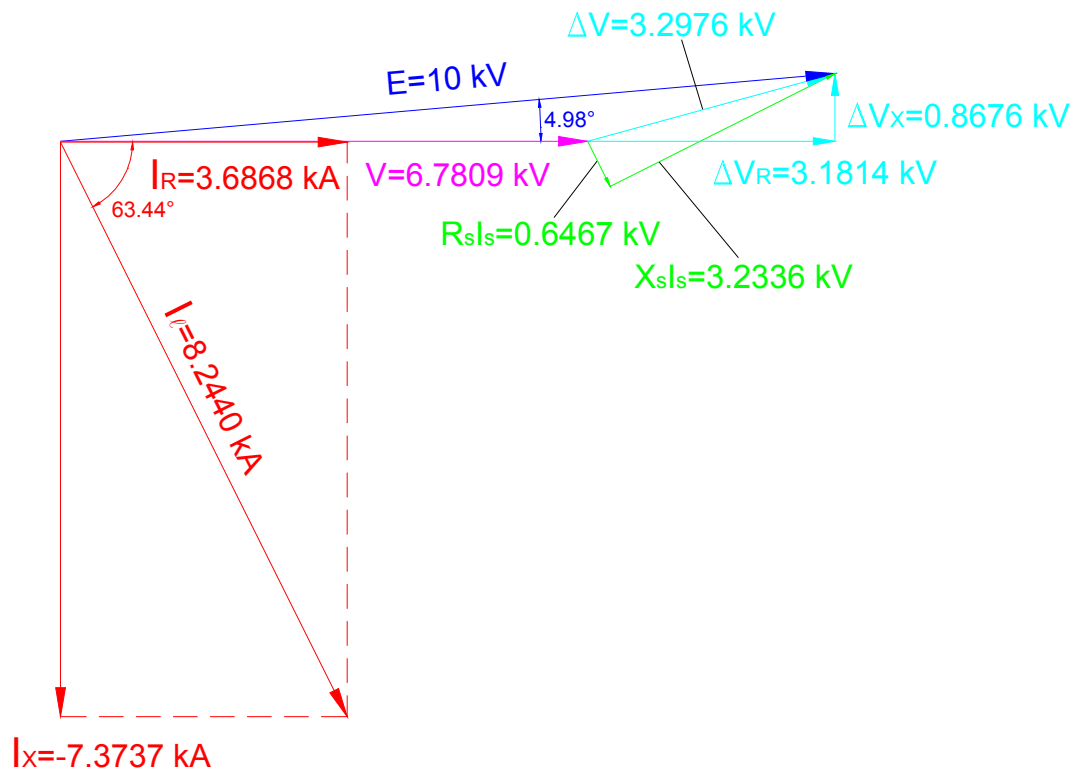 ΔV=3.2976 kV
E=10 kV
4.98°
ΔVX=0.8676 kV
IR=3.6868 kA
V=6.7809 kV
ΔVR=3.1814 kV
63.44°
RsIs=0.6467 kV
XsIs=3.2336 kV
Iℓ=8.2440 kA
IX=-7.3737 kA